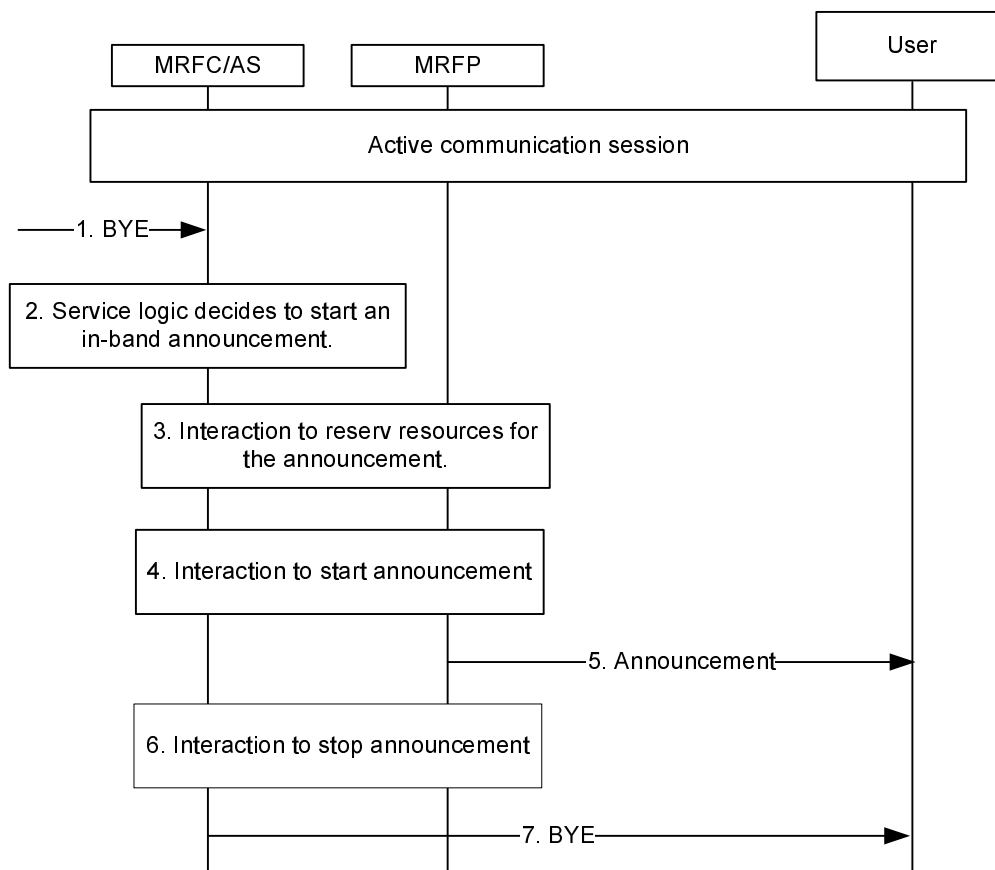 User
MRFC/AS
MRFP
Active communication session
1. BYE
2. Service logic decides to start an
in-band announcement.
3. Interaction to reserv resources for
the announcement.
4. Interaction to start announcement
5. Announcement
6. Interaction to stop announcement
7. BYE